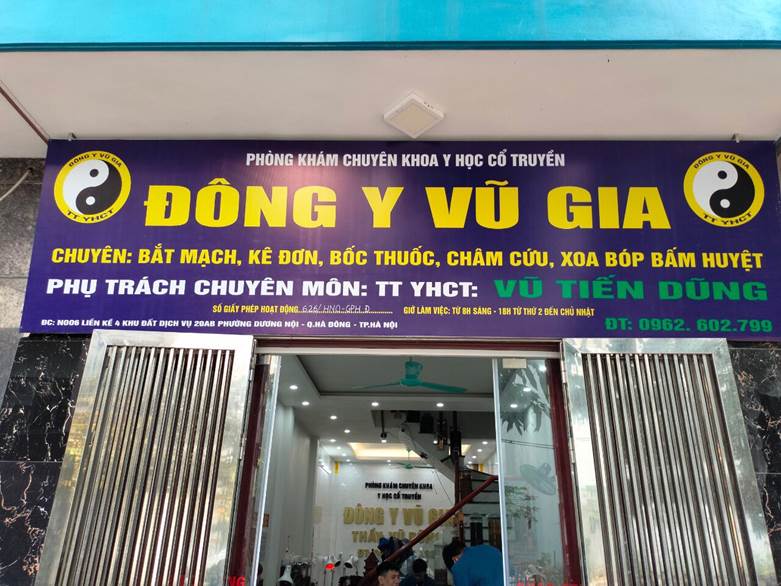 PHÒNG KHÁM CHUYÊN KHOA Y HỌC CỔ TRUYỀN
ĐÔNG Y VŨ GIA
TT YHCT
ĐÔNG Y VŨ GIA
ĐÔNG Y VŨ GIA
TT YHCT
CHUYÊN: BẮT MẠCH, KÊ ĐƠN, BỐC THUỐC, CHÂM CỨU, XOA BÓP BẤM HUYỆT
PHỤ TRÁCH CHUYÊN MÔN: TT YHCT: VŨ TIẾN DŨNG
SỐ GIẤY PHÉP HOẠT ĐỘNG 626/HNO-GPHĐ GIỜ LÀM VIỆC: TỪ 8H SÁNG - 18H TỪ THỨ 2 ĐẾN CHỦ NHẬT
ĐC: N006 LIỀN KỀ 4 KHU ĐẤT DỊCH VỤ 20AB PHƯỜNG DƯƠNG NỘI - Q.HÀ ĐÔNG - TP.HÀ NỘI ĐT: 0962. 602.799
PHÒNG KHÁM CHUYÊN KHOA
Y HỌC CỔ TRUYỀN
ĐÔNG Y VŨ GIA